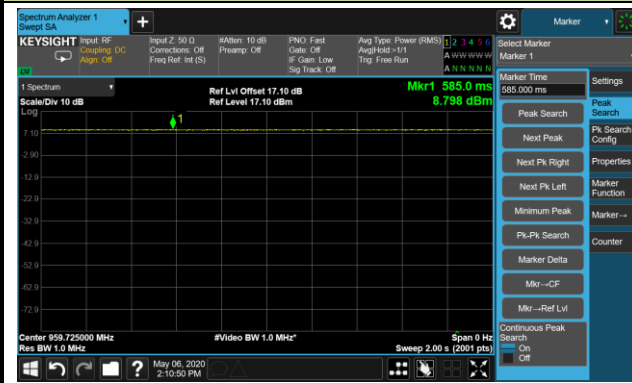 Spectrum Analyzer 1
Swept SA
+
Marker
KEYSIGHT
Input: RF
Coupling: DC
Align: Off
Input Z: 50 Ω
Corrections: Off
Freq Ref: Int (S)
#Atten: 10 dB
Preamp: Off
PNO: Fast
Gate: Off
IF Gain: Low
Sig Track: Off
Avg Type: Power (RMS)
Avg|Hold:>1/1
Trig: Free Run
1 2 3 4 5 6
A W W W W W
A N N N N N
Select Marker
Marker 1
LV
1 Spectrum
Scale/Div 10 dB
Log
Ref Lvl Offset 17.10 dB
Ref Level 17.10 dBm
Mkr1 585.0 ms
8.798 dBm
1
7.10
-2.90
-12.9
-22.9
-32.9
-42.9
-52.9
-62.9
-72.9
Center 959.725000 MHz
Res BW 1.0 MHz
#Video BW 1.0 MHz*
Span 0 Hz
Sweep 2.00 s (2001 pts)
Marker Time
585.000 ms
Peak Search
Next Peak
Next Pk Right
Next Pk Left
Minimum Peak
Pk-Pk Search
Marker Delta
Mkr→CF
Mkr→Ref Lvl
Continuous Peak
Search
On
Off
Settings
Peak
Search
Pk Search
Config
Properties
Marker
Function
Marker→
Counter
?
May 06, 2020
2:10:50 PM